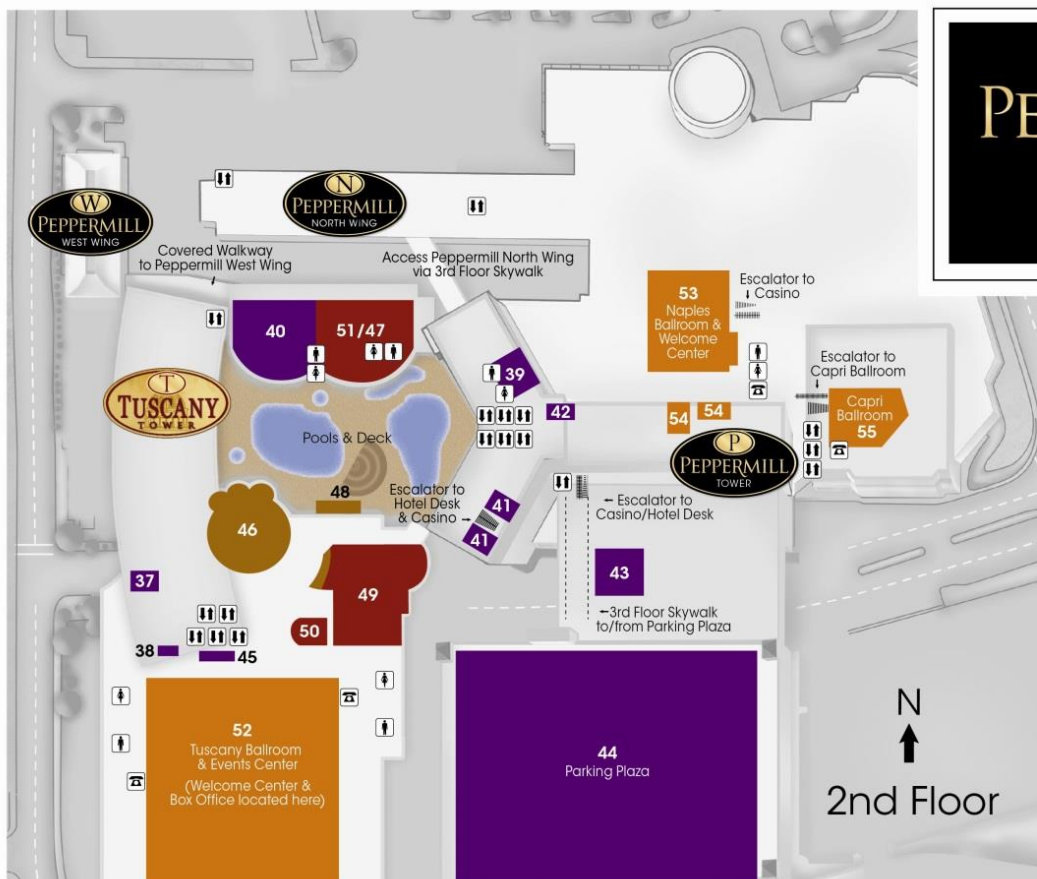 PE
W
PEPPERMILL
WEST WING
N
PEPPERMILL
NORTH WING
Covered Walkway
to Peppermill West Wing
Access Peppermill North Wing
via 3rd Floor Skywalk
Escalator to
Casino
53
Naples
Ballroom &
Welcome
Center
40
51/47
39
42
54
54
Escalator to
Capri Ballroom
Capri
Ballroom
55
T
TUSCANY
TOWER
Pools & Deck
P
PEPPERMILL
TOWER
48
Escalator to
Hotel Desk
& Casino
41
41
Escalator to
Casino/Hotel Desk
46
37
49
43
50
3rd Floor Skywalk
to/from Parking Plaza
38
45
52
Tuscany Ballroom
& Events Center
(Welcome Center &
Box Office located here)
44
Parking Plaza
N
2nd Floor